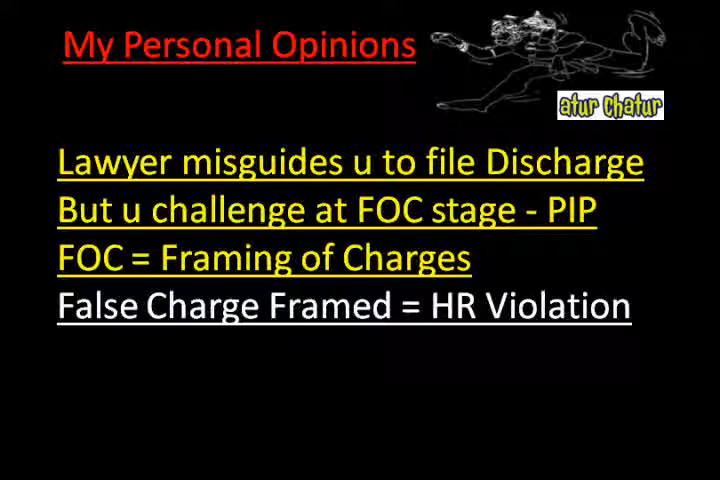 My Personal Opinions
atur chatur
Lawyer misguides u to file Discharge
But u challenge at FOC stage - PIP
FOC = Framing of Charges
False Charge Framed = HR Violation